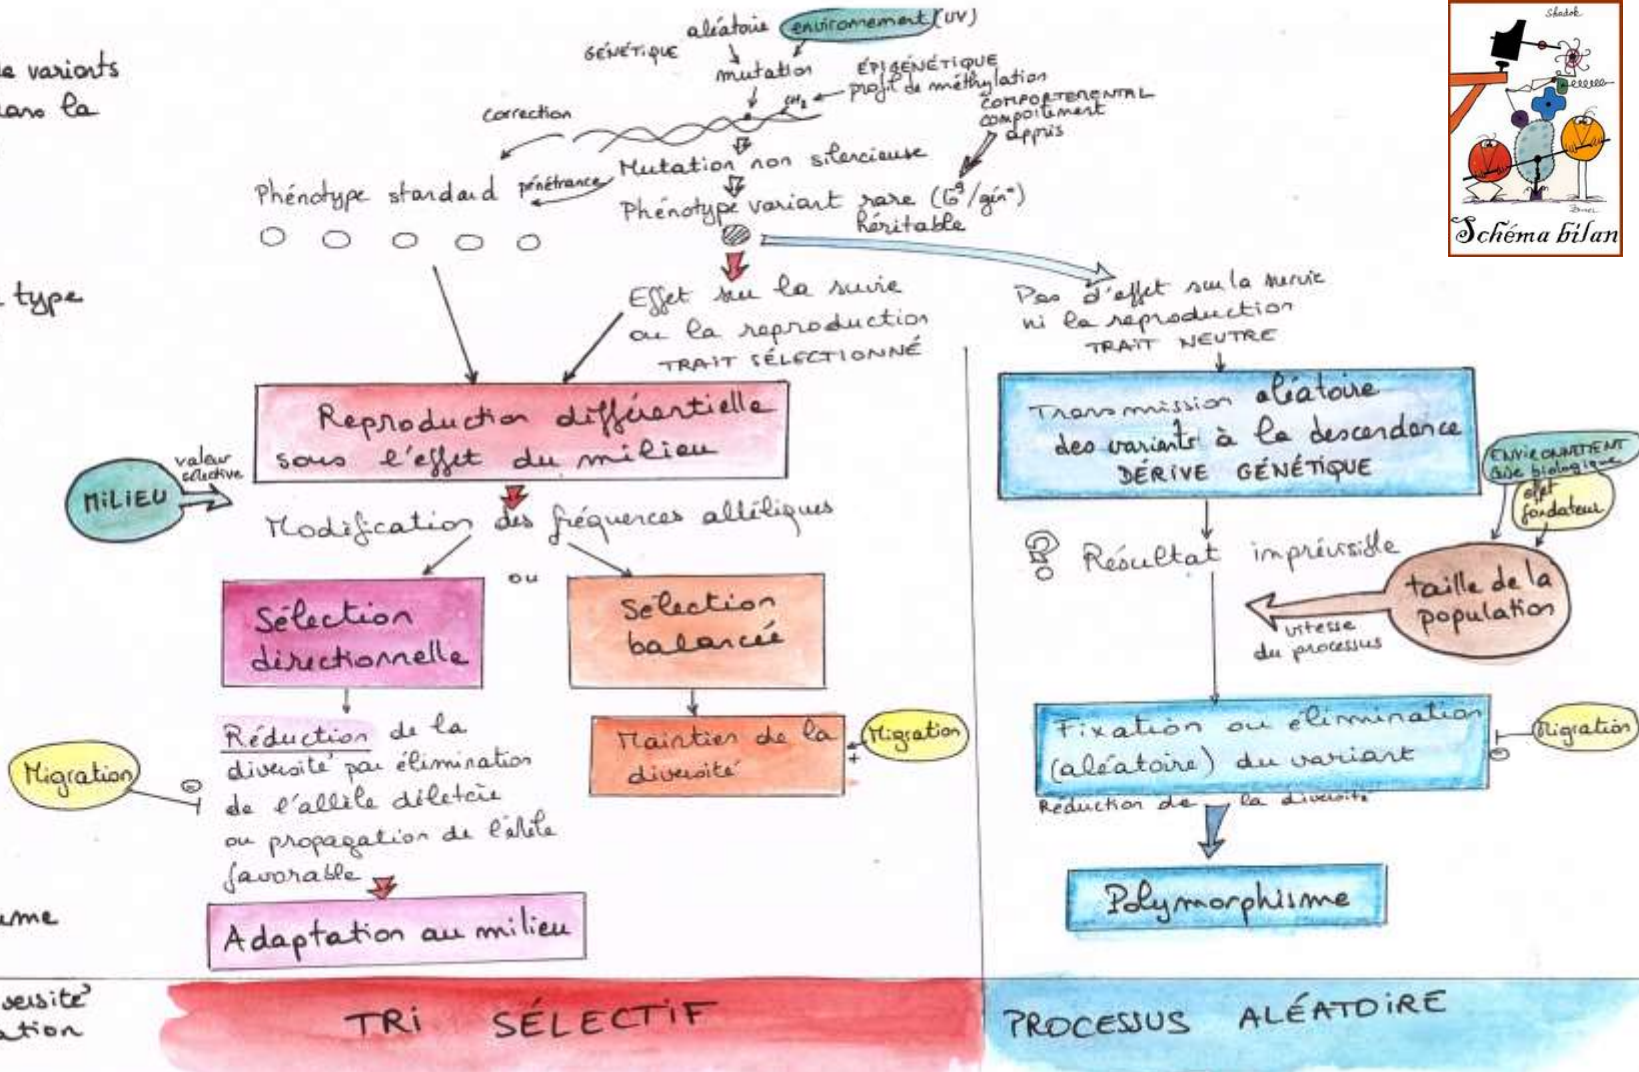 Shadok
Schéma bilan
e variants
dans la
type
ume
versité
ation
aléatoire environnement (UV)
GÉNÉTIQUE
mutation
ÉPIGÉNÉTIQUE
profil de méthylation
CH3
COMPORTEMENTAL
comportement
appris
correction
Mutation non silencieuse
pénétrance
Phénotype standard
Phénotype variant rare
héritable
Effet sur la suivie
ou la reproduction
TRAIT SÉLECTIONNÉ
Pas d'effet sur la survie
ni la reproduction
TRAIT NEUTRE
Reproduction différentielle
sous l'effet du milieu
MILIEU
valeur
sélective
Modification des fréquences alléliques
ou
Sélection
directionnelle
Sélection
balancée
Réduction de la
diversité par élimination
de l'allèle délétère
ou propagation de l'allèle
favorable
Migration
Maintien de la
diversité
Migration
+
Adaptation au milieu
TRI SÉLECTIF
Transmission aléatoire
des variants à la descendance
DÉRIVE GÉNÉTIQUE
ENVIRONNEMENT
crise biologique
effet
fondateur
? Résultat imprévisible
taille de la
population
vitesse
du processus
Fixation ou élimination
(aléatoire) du variant
Migration
Réduction de la diversité
Polymorphisme
PROCESSUS ALÉATOIRE